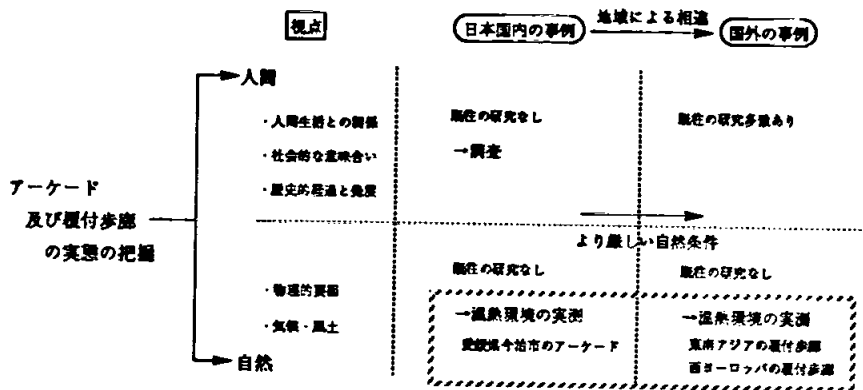 視点
日本国内の事例
地域による相違
国外の事例
人間
・人間生活との関係
・社会的な意味合い
・歴史的経過と発展
既往の研究なし
→調査
既往の研究多数あり
アーケード
及び覆付歩廊
の実態の把握
より厳しい自然条件
・物理的要因
・気候・風土
自然
既往の研究なし
→温熱環境の実測
愛媛県今治市のアーケード
既往の研究なし
→温熱環境の実測
東南アジアの覆付歩廊
西ヨーロッパの覆付歩廊